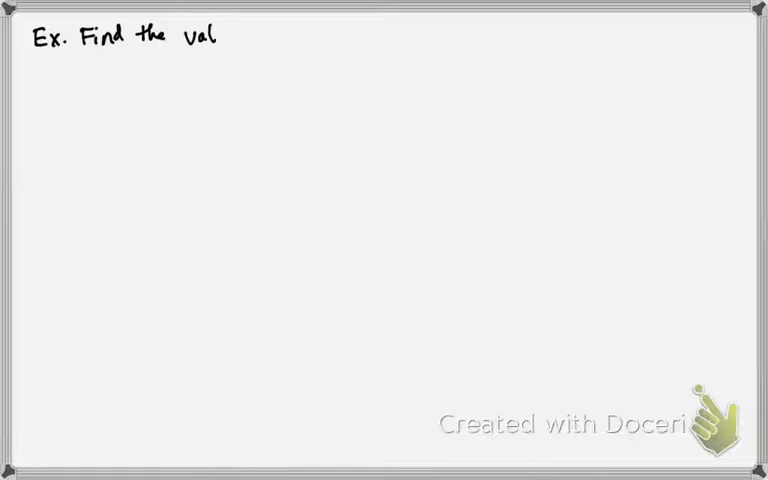 Ex. Find the val
Created with Doceri